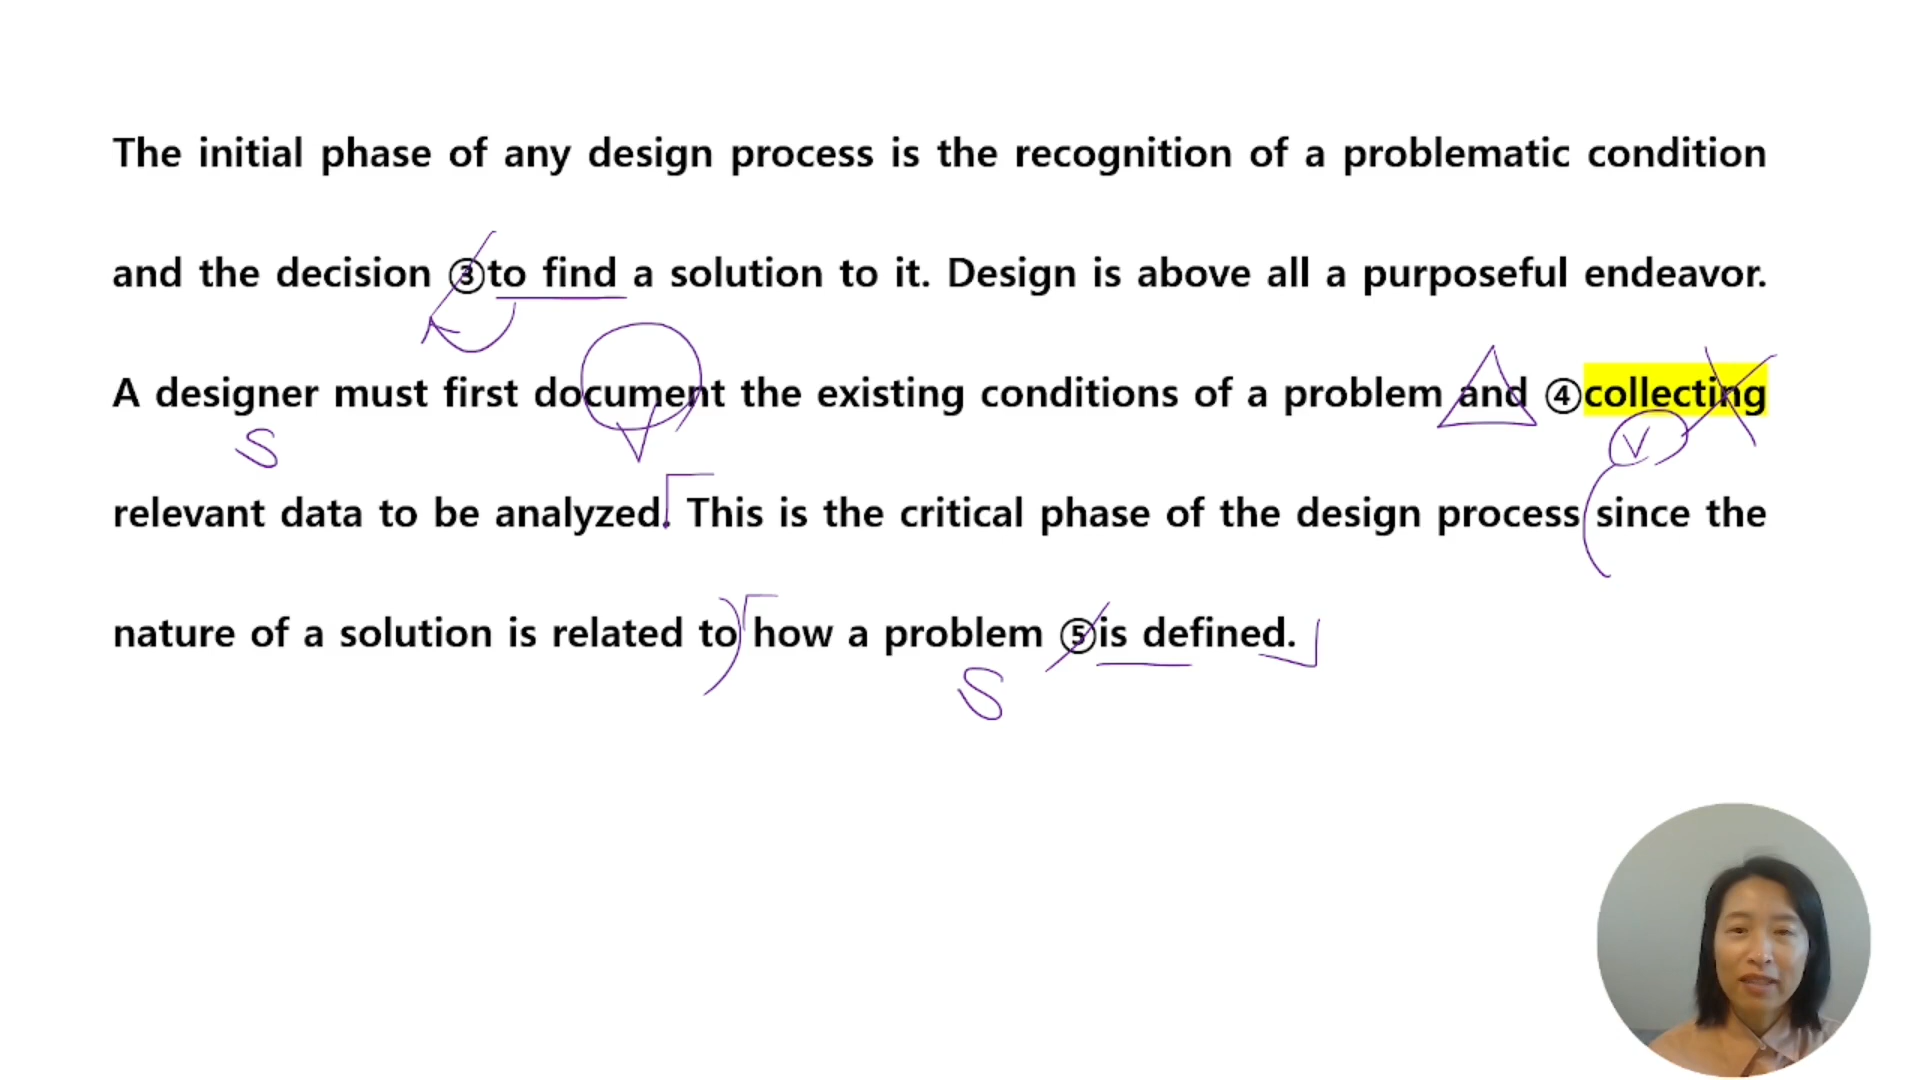 The initial phase of any design process is the recognition of a problematic condition
and the decision ③to find a solution to it. Design is above all a purposeful endeavor.
A designer must first document the existing conditions of a problem and ④collecting
S V V
relevant data to be analyzed. This is the critical phase of the design process since the
nature of a solution is related to how a problem ⑤is defined.
S